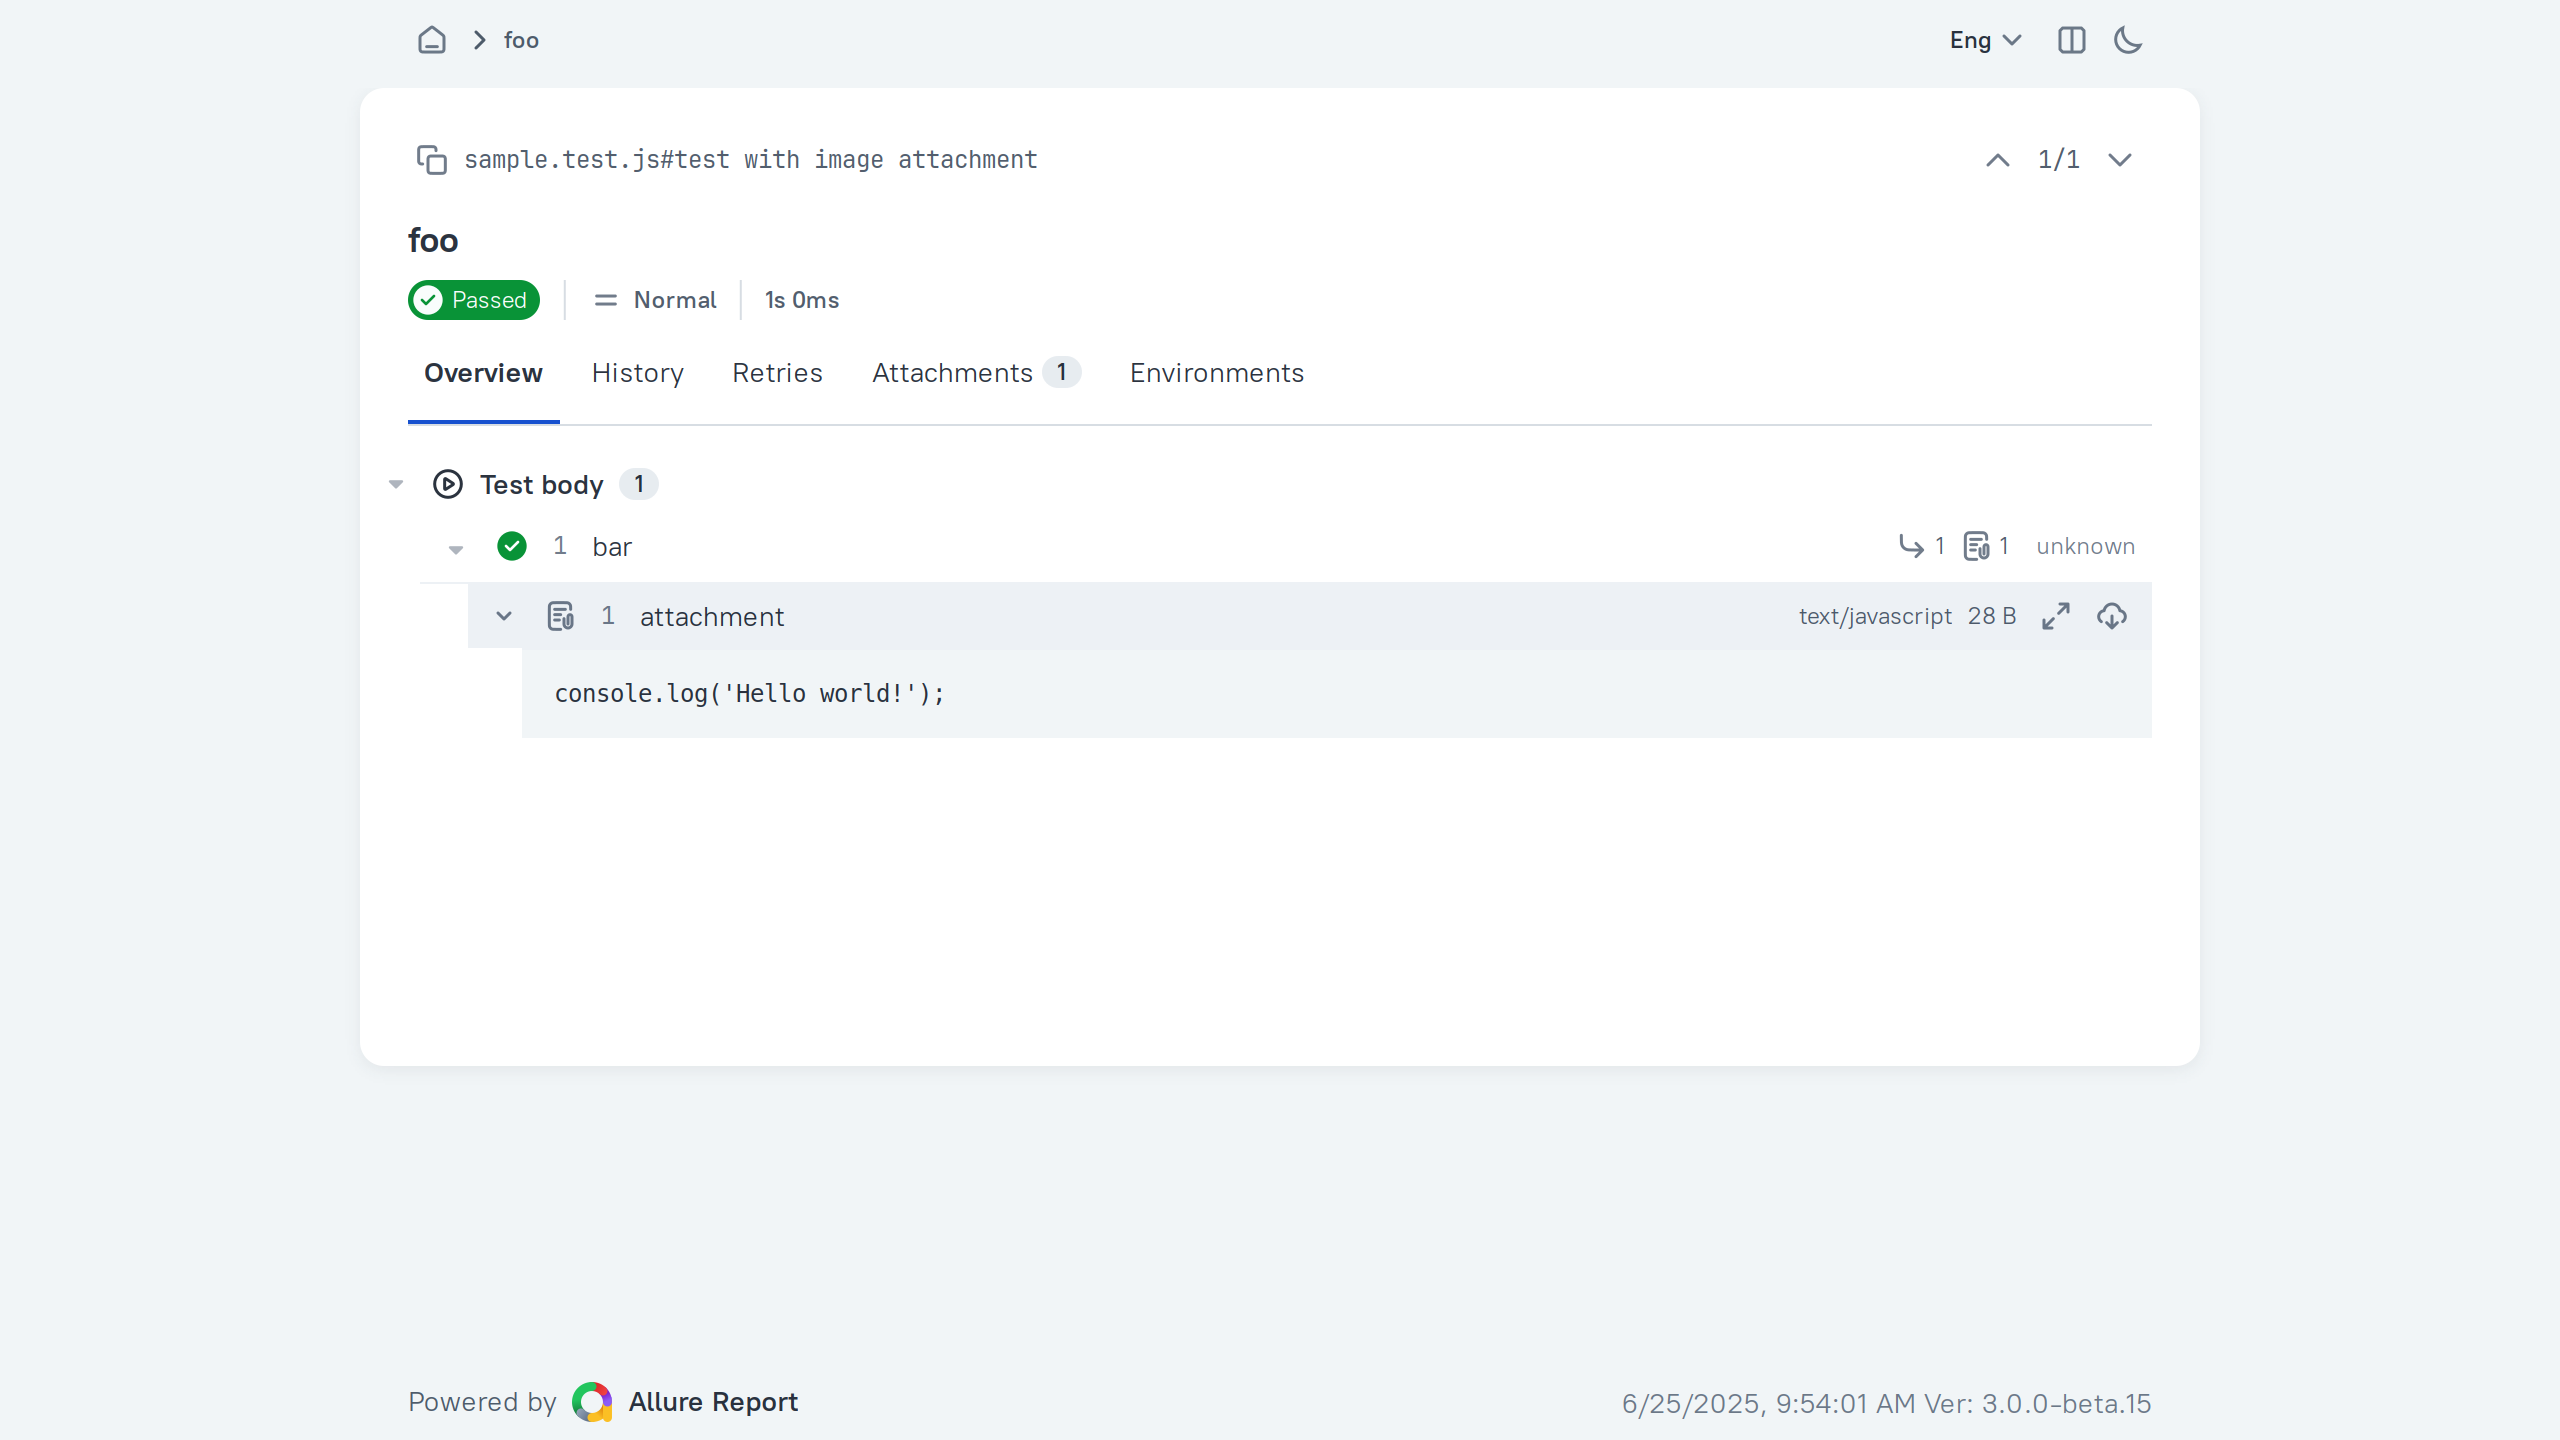 foo
Eng
sample.test.js#test with image attachment
1/1
foo
Passed
Normal
1s 0ms
Overview
History
Retries
Attachments 1
Environments
Test body 1
1 bar
1 1 unknown
1 attachment
text/javascript 28 B
console.log('Hello world!');
Powered by Allure Report
6/25/2025, 9:54:01 AM Ver: 3.0.0-beta.15